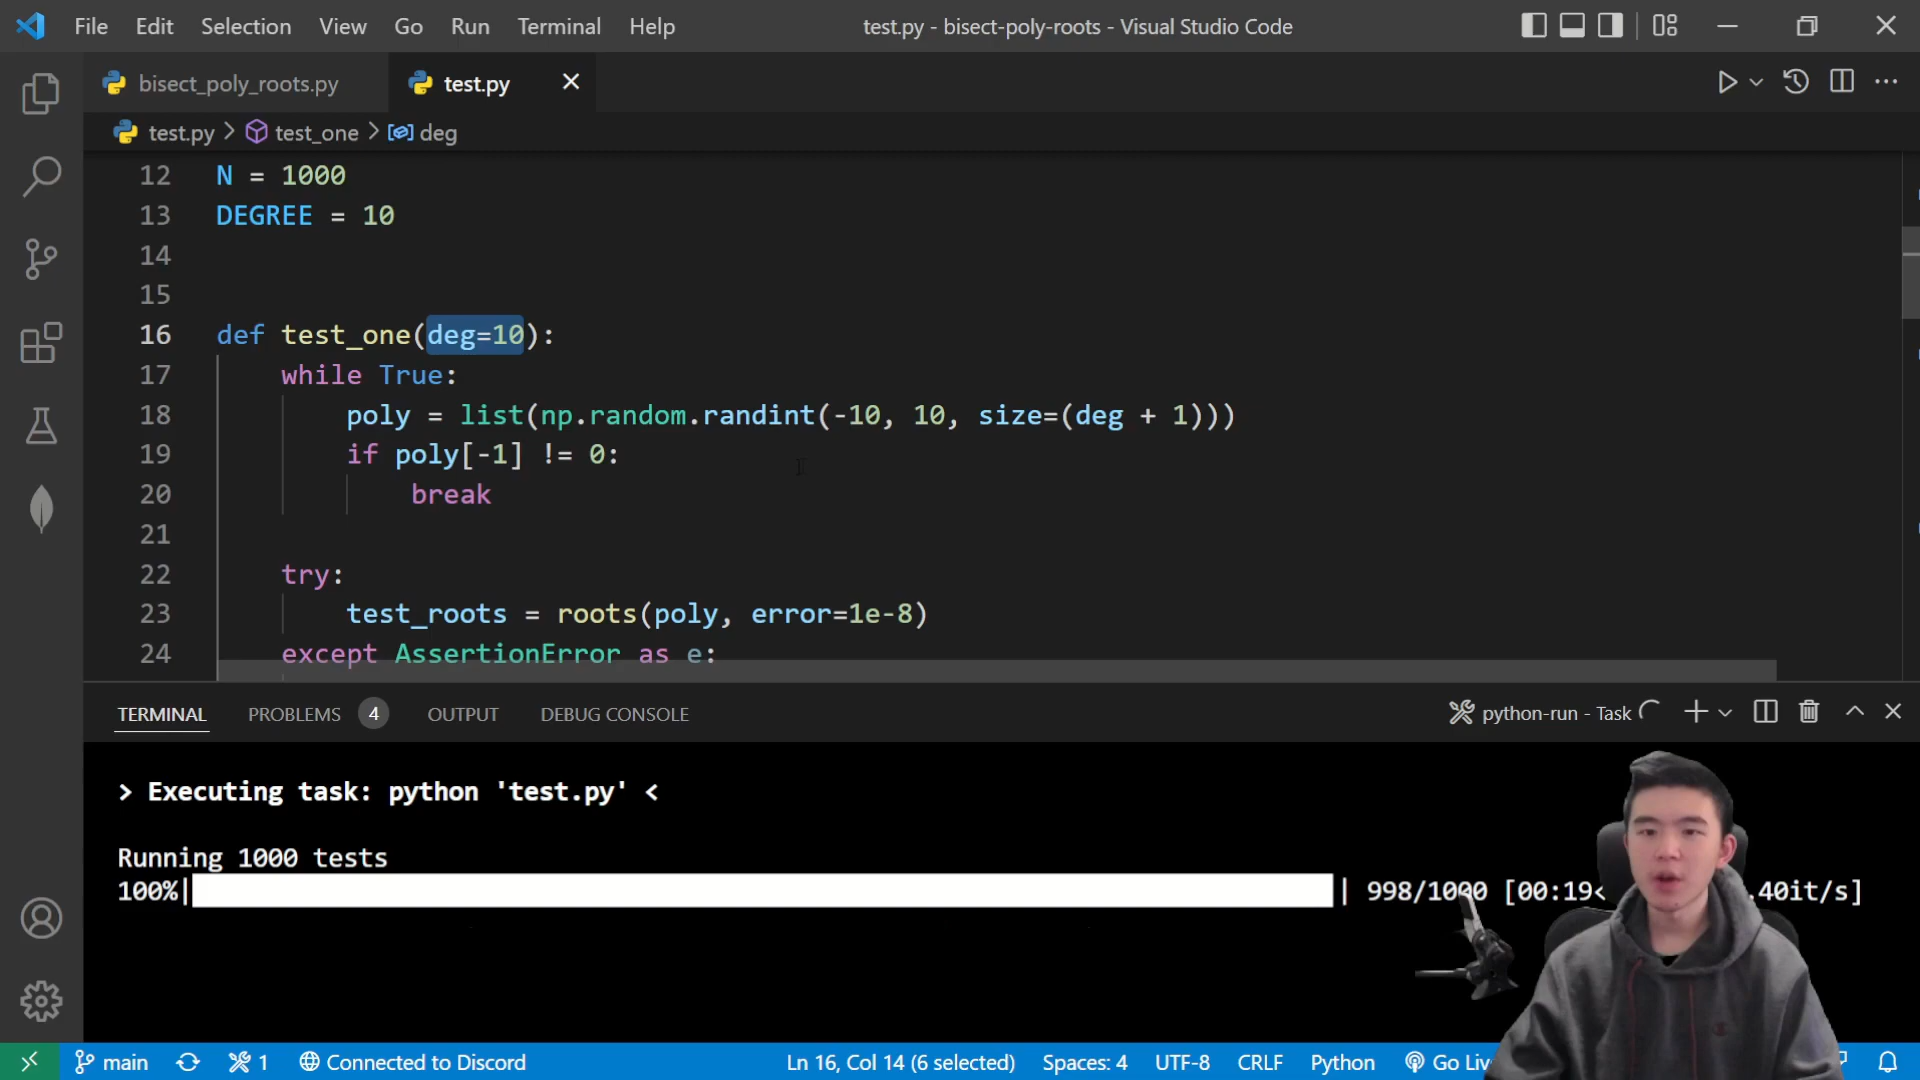 File Edit Selection View Go Run Terminal Help test.py - bisect-poly-roots - Visual Studio Code
bisect_poly_roots.py test.py
test.py > test_one > deg
12 N = 1000
13 DEGREE = 10
14
15
16 def test_one(deg=10):
17 while True:
18 poly = list(np.random.randint(-10, 10, size=(deg + 1)))
19 if poly[-1] != 0:
20 break
21
22 try:
23 test_roots = roots(poly, error=1e-8)
24 except AssertionError as e:
TERMINAL PROBLEMS 4 OUTPUT DEBUG CONSOLE python-run - Task
> Executing task: python 'test.py' <
Running 1000 tests
100%| | 998/1000 [00:19< .40it/s]
main 1 Connected to Discord Ln 16, Col 14 (6 selected) Spaces: 4 UTF-8 CRLF Python Go Liv